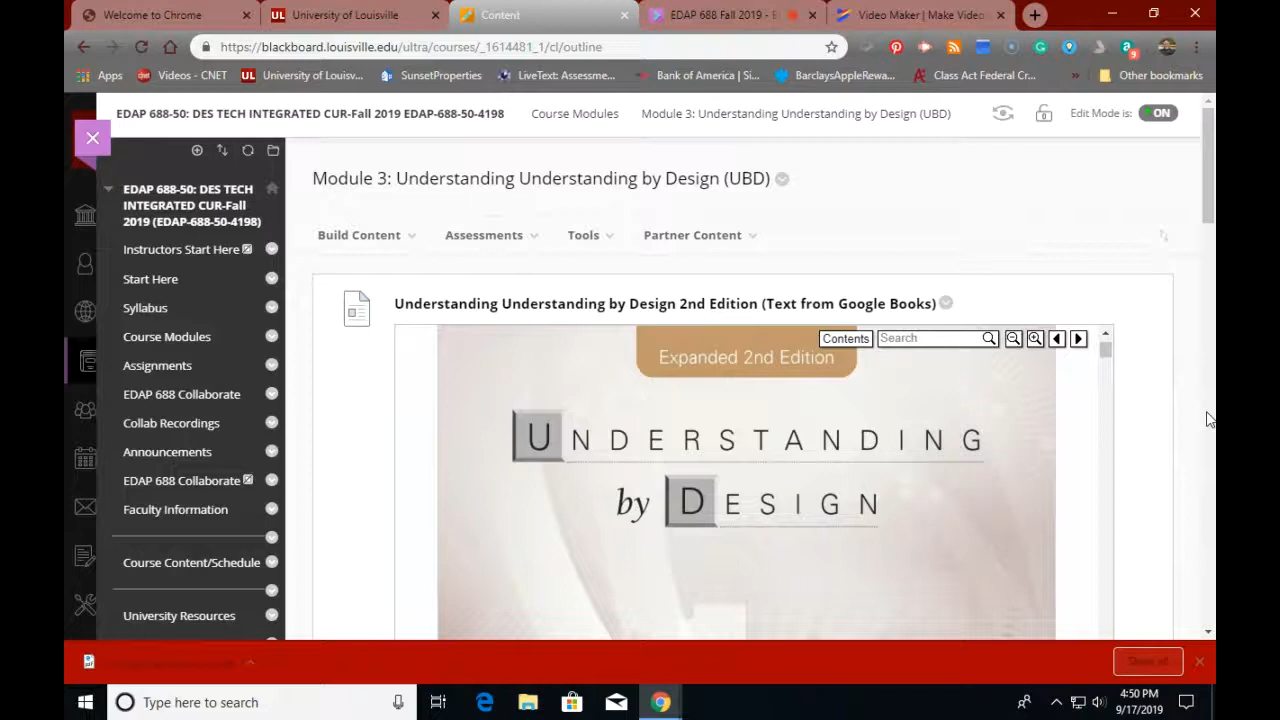 Welcome to Chrome
University of Louisville
Content
EDAP 688 Fall 2019 - E
Video Maker | Make Video
https://blackboard.louisville.edu/ultra/courses/_1614481_1/cl/outline
Apps
Videos - CNET
University of Louisv...
SunsetProperties
LiveText: Assessme...
Bank of America | Si...
BarclaysAppleRewa...
Class Act Federal Cr...
»
Other bookmarks
EDAP 688-50: DES TECH INTEGRATED CUR-Fall 2019 EDAP-688-50-4198
Course Modules
Module 3: Understanding Understanding by Design (UBD)
Edit Mode is:
ON
EDAP 688-50: DES TECH
INTEGRATED CUR-Fall
2019 (EDAP-688-50-4198)
Instructors Start Here
Start Here
Syllabus
Course Modules
Assignments
EDAP 688 Collaborate
Collab Recordings
Announcements
EDAP 688 Collaborate
Faculty Information
Course Content/Schedule
University Resources
Module 3: Understanding Understanding by Design (UBD)
Build Content
Assessments
Tools
Partner Content
Understanding Understanding by Design 2nd Edition (Text from Google Books)
Contents
Search
Expanded 2nd Edition
UNDERSTANDING
by DESIGN
Show all
Type here to search
4:50 PM
9/17/2019